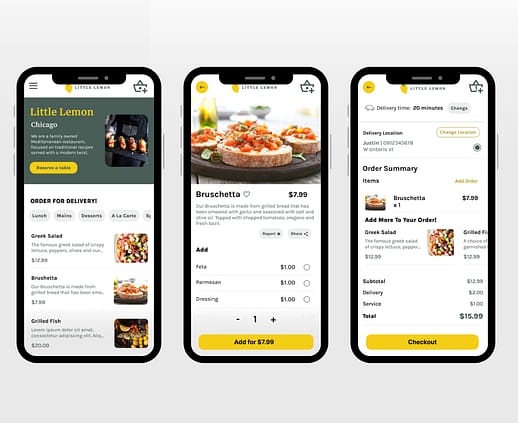 LITTLE LEMON
Little Lemon
Chicago
We are a family owned
Mediterranean restaurant,
focused on traditional recipes
served with a modern twist.
Reserve a table
ORDER FOR DELIVERY!
Lunch
Mains
Desserts
A La Carte
Greek Salad
The famous greek salad of crispy
lettuce, peppers, olives and our...
$12.99
Brushetta
Our Bruschetta is made from
grilled bread that has been sme...
$7.99
Grilled Fish
Lorem ipsum dolor sit amet,
consectetur adipiscing elit. Aliq...
$20.00
LITTLE LEMON
Bruschetta
$7.99
Our Bruschetta is made from grilled bread that has
been smeared with garlic and seasoned with salt and
olive oil. Topped with chopped tomatoes, oregano and
fresh basil.
Report
Share
Add
Feta
$1.00
Parmesan
$1.00
Dressing
$1.00
- 1 +
Add for $7.99
LITTLE LEMON
Delivery time: 20 minutes
Change
Delivery Location
Change Location
Justin | 0812345678
W ontario st
Order Summary
Items
Add Order
Bruschetta
$7.99
x 1
Add More To Your Order!
Greek Salad
The famous greek salad of
crispy lettuce, p...
$12.99
Grilled Fi
A choice of
garnished w
$12.99
Subtotal
$12.99
Delivery
$2.00
Service
$1.00
Total
$15.99
Checkout